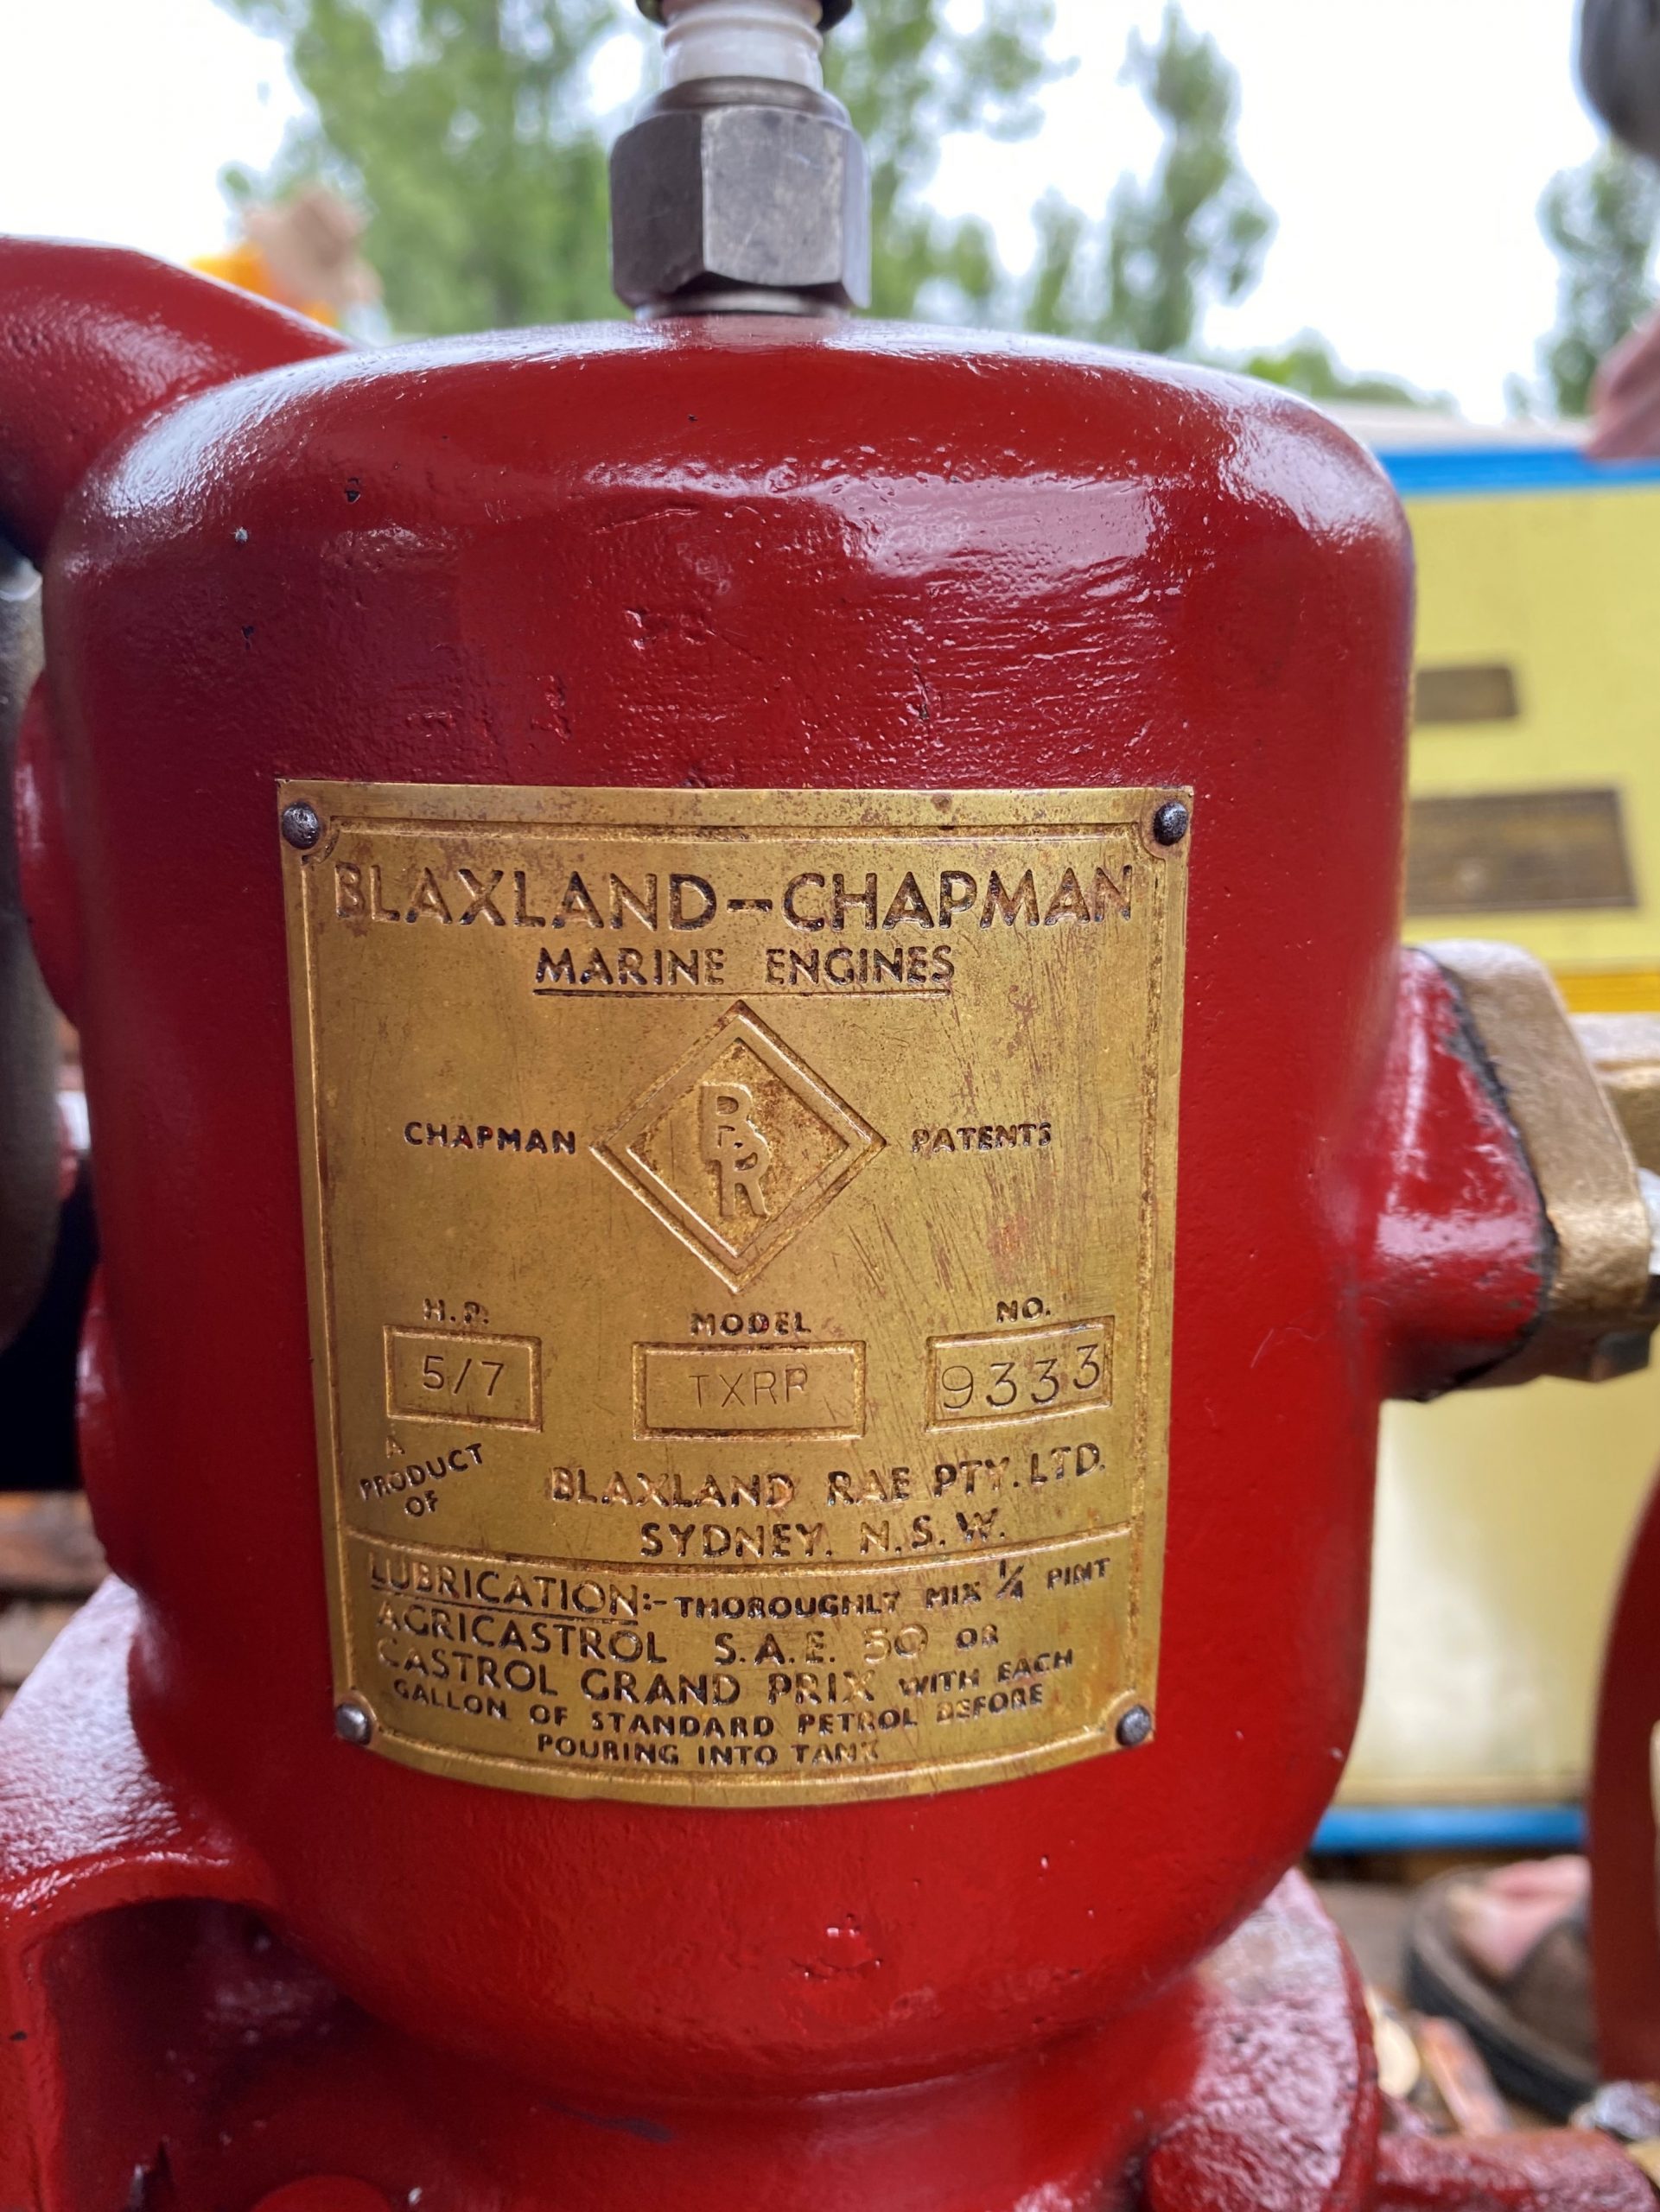 BLAXLAND-CHAPMAN
MARINE ENGINES
CHAPMAN BR PATENTS
H.P. MODEL NO.
5/7 TXRP 9333
A PRODUCT OF
BLAXLAND RAE PTY. LTD.
SYDNEY. N.S.W.
LUBRICATION:- THOROUGHLY MIX 1/4 PINT
AGRICASTROL S.A.E. 50 OR
CASTROL GRAND PRIX WITH EACH
GALLON OF STANDARD PETROL BEFORE
POURING INTO TANK